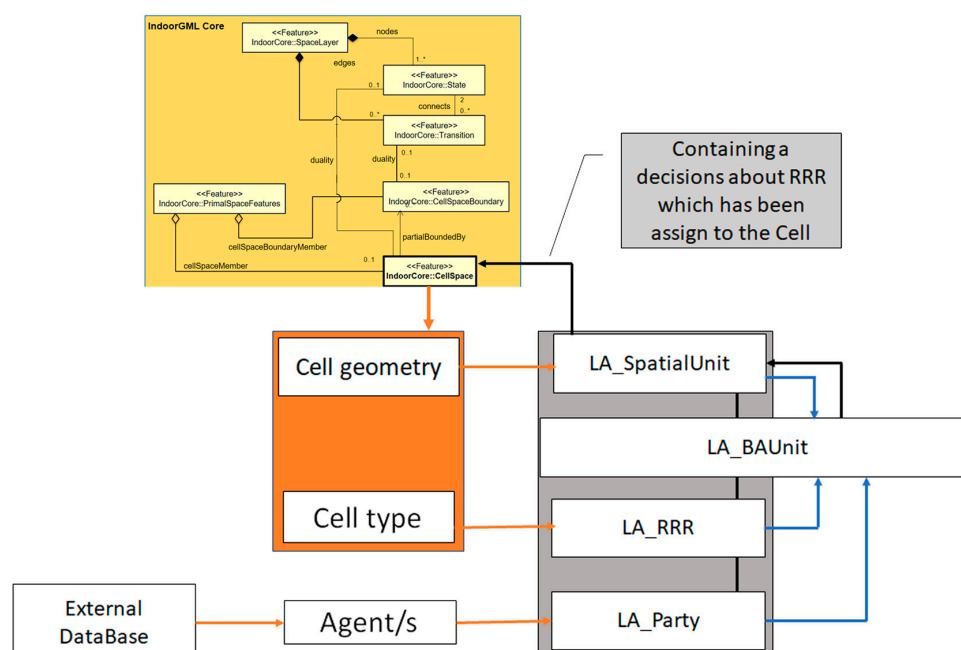 IndoorGML Core
<<Feature>>
IndoorCore::SpaceLayer
nodes
1..*
edges
<<Feature>>
IndoorCore::State
0..1
2
connects
0..*
0..*
<<Feature>>
IndoorCore::Transition
0..1
duality
duality
0..1
<<Feature>>
IndoorCore::PrimalSpaceFeatures
<<Feature>>
IndoorCore::CellSpaceBoundary
cellSpaceBoundaryMember
partialBoundedBy
cellSpaceMember
0..1
<<Feature>>
IndoorCore::CellSpace
Containing a
decisions about RRR
which has been
assign to the Cell
Cell geometry
LA_SpatialUnit
LA_BAUnit
Cell type
LA_RRR
External
DataBase
Agent/s
LA_Party